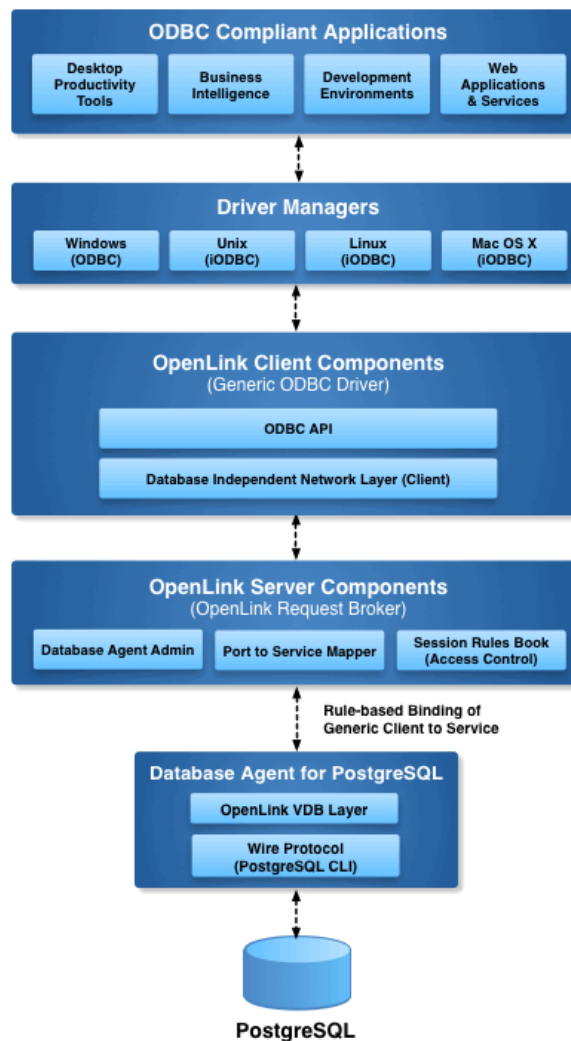 ODBC Compliant Applications
Desktop
Productivity
Tools
Business
Intelligence
Development
Environments
Web
Applications
& Services
Driver Managers
Windows
(ODBC)
Unix
(iODBC)
Linux
(iODBC)
Mac OS X
(iODBC)
OpenLink Client Components
(Generic ODBC Driver)
ODBC API
Database Independent Network Layer (Client)
OpenLink Server Components
(OpenLink Request Broker)
Database Agent Admin
Port to Service Mapper
Session Rules Book
(Access Control)
Rule-based Binding of
Generic Client to Service
Database Agent for PostgreSQL
OpenLink VDB Layer
Wire Protocol
(PostgreSQL CLI)
PostgreSQL